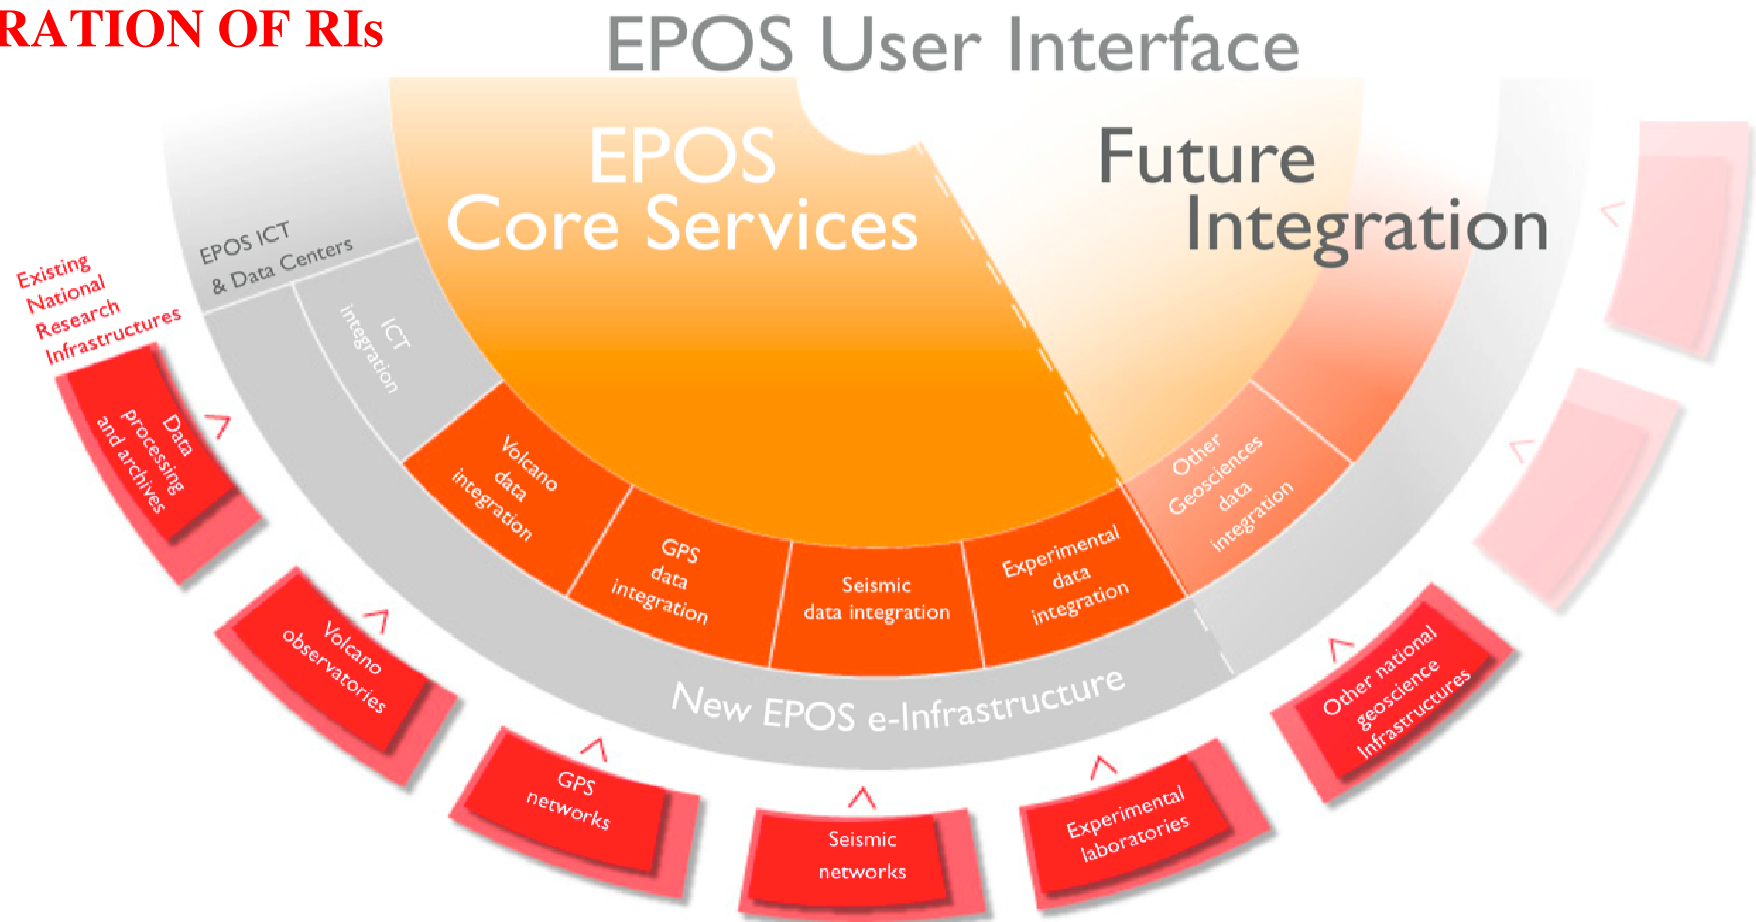 RATION OF RIs
EPOS User Interface
EPOS
Core Services
Future
Integration
EPOS ICT
& Data Centers
Existing
National
Research
Infrastructures
ICT
integration
Data
processing
and archives
Volcano
data
integration
GPS
data
integration
Seismic
data integration
Experimental
data
integration
Other
Geosciences
data
integration
New EPOS e-Infrastructure
Volcano
observatories
GPS
networks
Seismic
networks
Experimental
laboratories
Other national
geoscience
Infrastructures